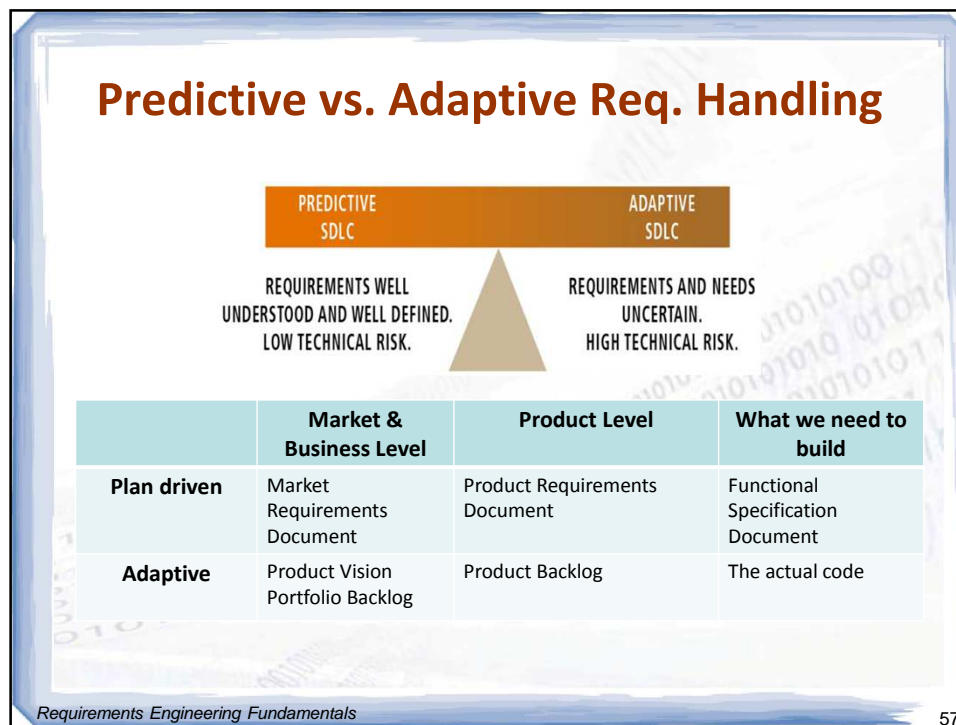 Predictive vs. Adaptive Req. Handling
PREDICTIVE
SDLC
ADAPTIVE
SDLC
REQUIREMENTS WELL
UNDERSTOOD AND WELL DEFINED.
LOW TECHNICAL RISK.
REQUIREMENTS AND NEEDS
UNCERTAIN.
HIGH TECHNICAL RISK.
Market &
Business Level
Product Level
What we need to
build
Plan driven
Market
Requirements
Document
Product Requirements
Document
Functional
Specification
Document
Adaptive
Product Vision
Portfolio Backlog
Product Backlog
The actual code
Requirements Engineering Fundamentals
57